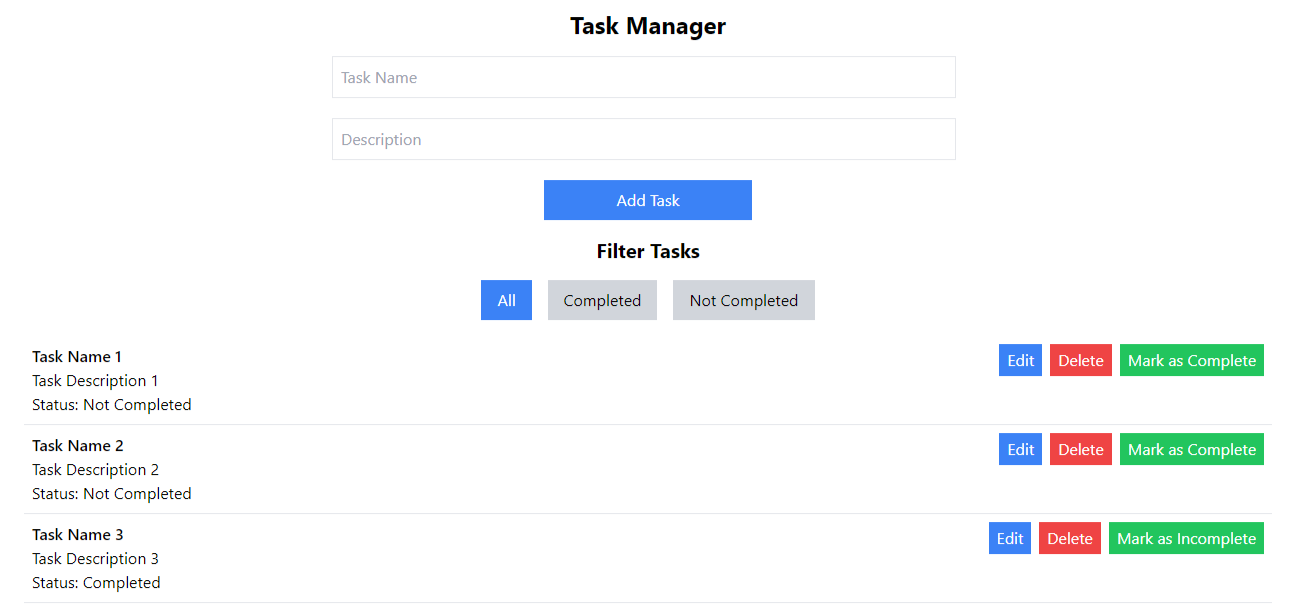 Task Manager
Task Name
Description
Add Task
Filter Tasks
All Completed Not Completed
Task Name 1
Task Description 1
Status: Not Completed
Edit Delete Mark as Complete
Task Name 2
Task Description 2
Status: Not Completed
Edit Delete Mark as Complete
Task Name 3
Task Description 3
Status: Completed
Edit Delete Mark as Incomplete